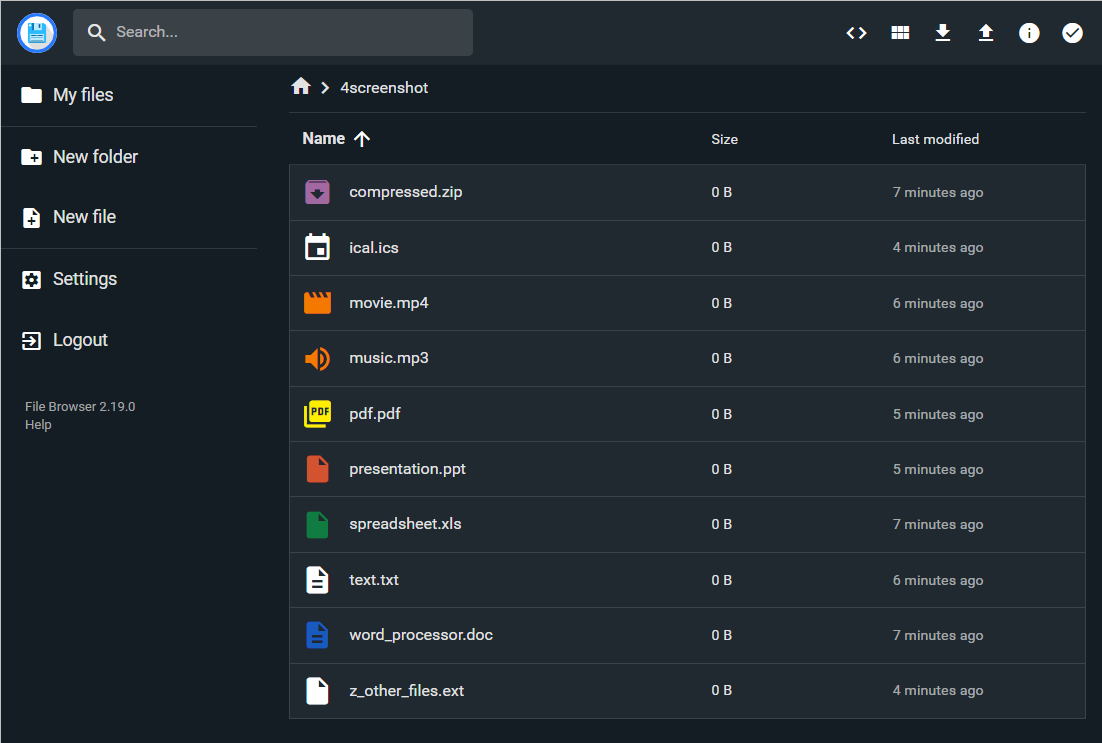 Search...
My files
New folder
New file
Settings
Logout
File Browser 2.19.0
Help
4screenshot
Name Size Last modified
compressed.zip 0 B 7 minutes ago
ical.ics 0 B 4 minutes ago
movie.mp4 0 B 6 minutes ago
music.mp3 0 B 6 minutes ago
PDF pdf.pdf 0 B 5 minutes ago
presentation.ppt 0 B 5 minutes ago
spreadsheet.xls 0 B 7 minutes ago
text.txt 0 B 6 minutes ago
word_processor.doc 0 B 7 minutes ago
z_other_files.ext 0 B 4 minutes ago